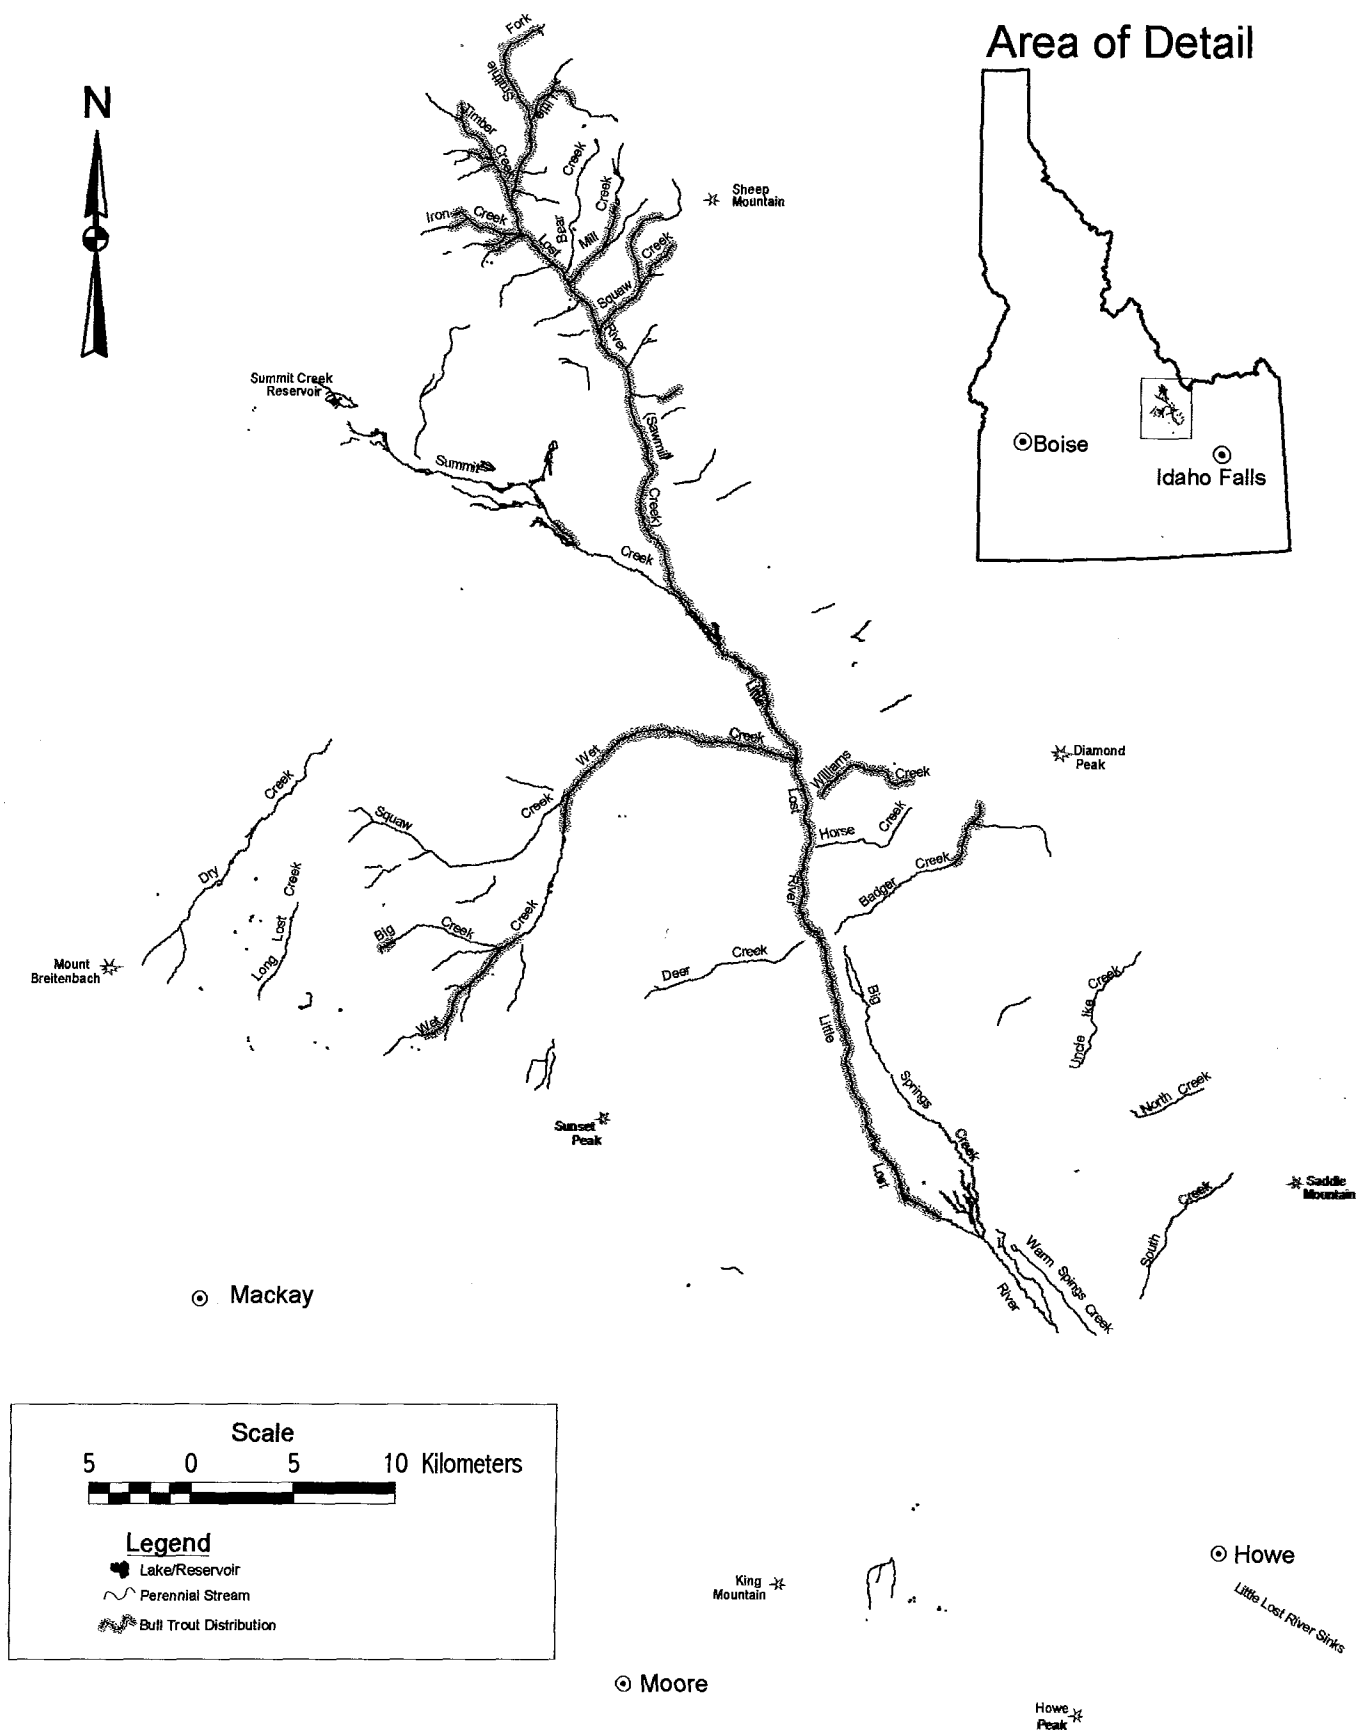 Area of Detail
N
Boise
Idaho Falls
Fork
Smithie
Timber
Creek
Creek
Creek
Iron
Creek
Lost
Bear
Mill
Creek
Squaw
River
Sheep
Mountain
Summit Creek
Reservoir
(Sawmill
Summit
Creek)
Creek
Little
Wet
Creek
Williams
Creek
Diamond
Peak
Dry
Creek
Squaw
Creek
Lost
Horse
Creek
Long
Lost
Creek
River
Badger
Creek
Big
Creek
Creek
Mount
Breitenbach
Deer
Creek
Wet
Big
Little
Uncle
Ike
Creek
Springs
North Creek
Sunset
Peak
Creek
Lost
Saddle
Mountain
South
Creek
Warm
Spings
Creek
River
Mackay
Scale
5
0
5
10
Kilometers
Legend
Lake/Reservoir
Perennial Stream
Bull Trout Distribution
King
Mountain
Howe
Little Lost River Sinks
Moore
Howe
Peak